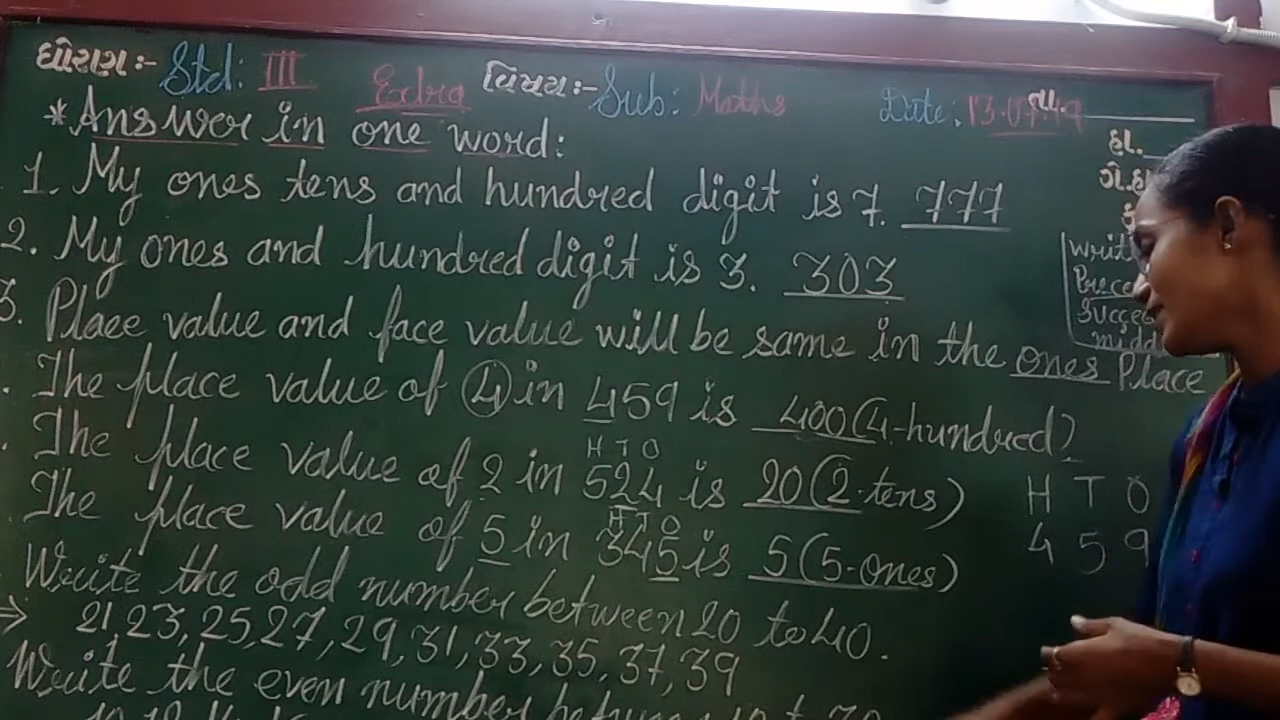 ધોરણ:- Std: III Extra વિષય:- Sub: Maths Date: તા.
હા.
ગે.હા
* Answer in one word:
1. My ones tens and hundred digit is 7. 777
2. My ones and hundred digit is 3. 303
3. Place value and face value will be same in the ones Place
. The place value of 4 in 459 is 400(4-hundred)
H T O
. The place value of 2 in 524 is 20(2-tens)
H T O
The place value of 5 in 345 is 5(5-ones)
Write the odd number between 20 to 40.
⇒ 21, 23, 25, 27, 29, 31, 33, 35, 37, 39
Write the even number between
H T O
4 5 9